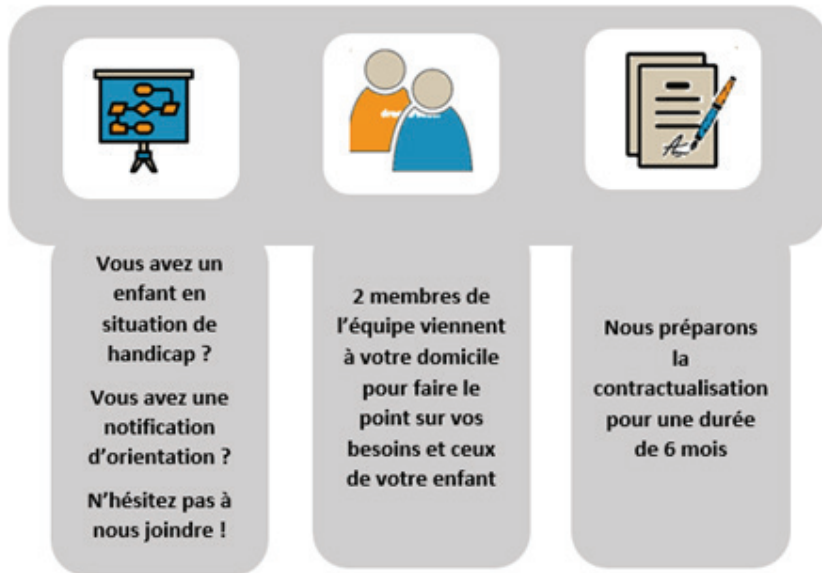 Vous avez un
enfant en
situation de
handicap ?
Vous avez une
notification
d'orientation ?
N'hésitez pas à
nous joindre !
2 membres de
l'équipe viennent
à votre domicile
pour faire le
point sur vos
besoins et ceux
de votre enfant
Nous préparons
la
contractualisation
pour une durée
de 6 mois